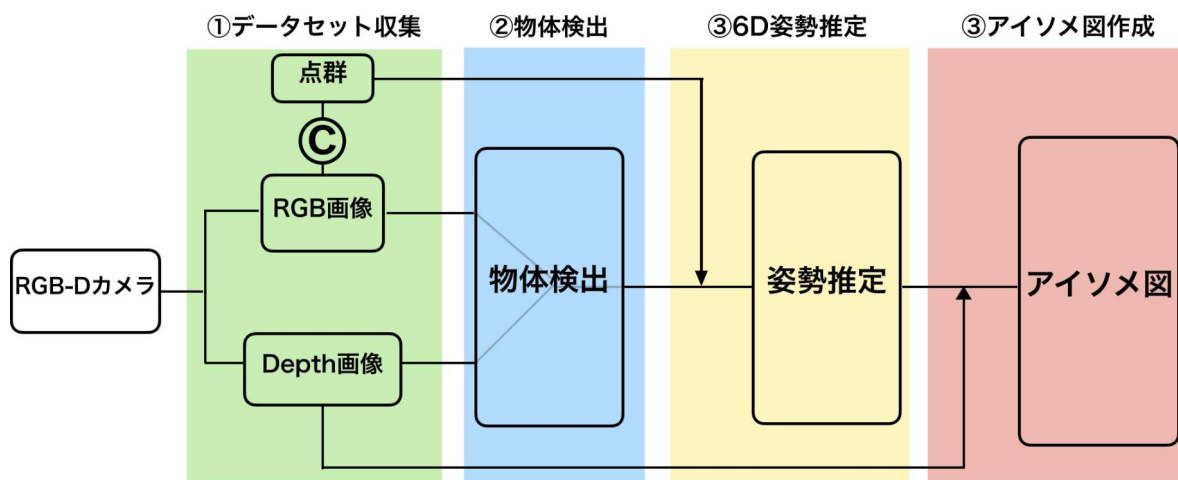 ①データセット収集
②物体検出
③6D姿勢推定
③アイソメ図作成
点群
C
RGB画像
RGB-Dカメラ
物体検出
姿勢推定
アイソメ図
Depth画像